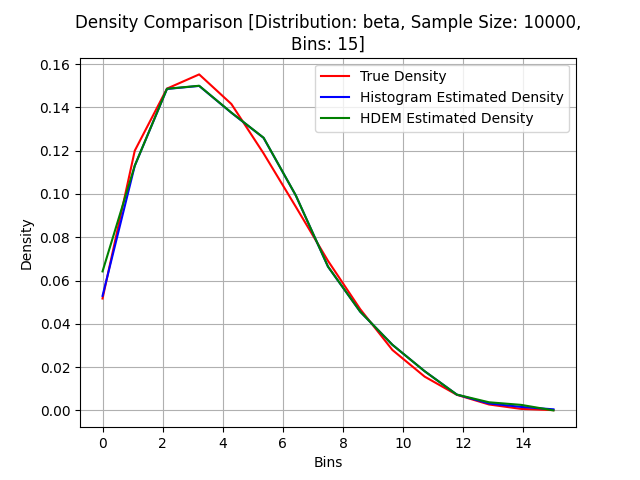 Density Comparison [Distribution: beta, Sample Size: 10000,
Bins: 15]
True Density
Histogram Estimated Density
HDEM Estimated Density
Density
0.16
0.14
0.12
0.10
0.08
0.06
0.04
0.02
0.00
0 2 4 6 8 10 12 14
Bins